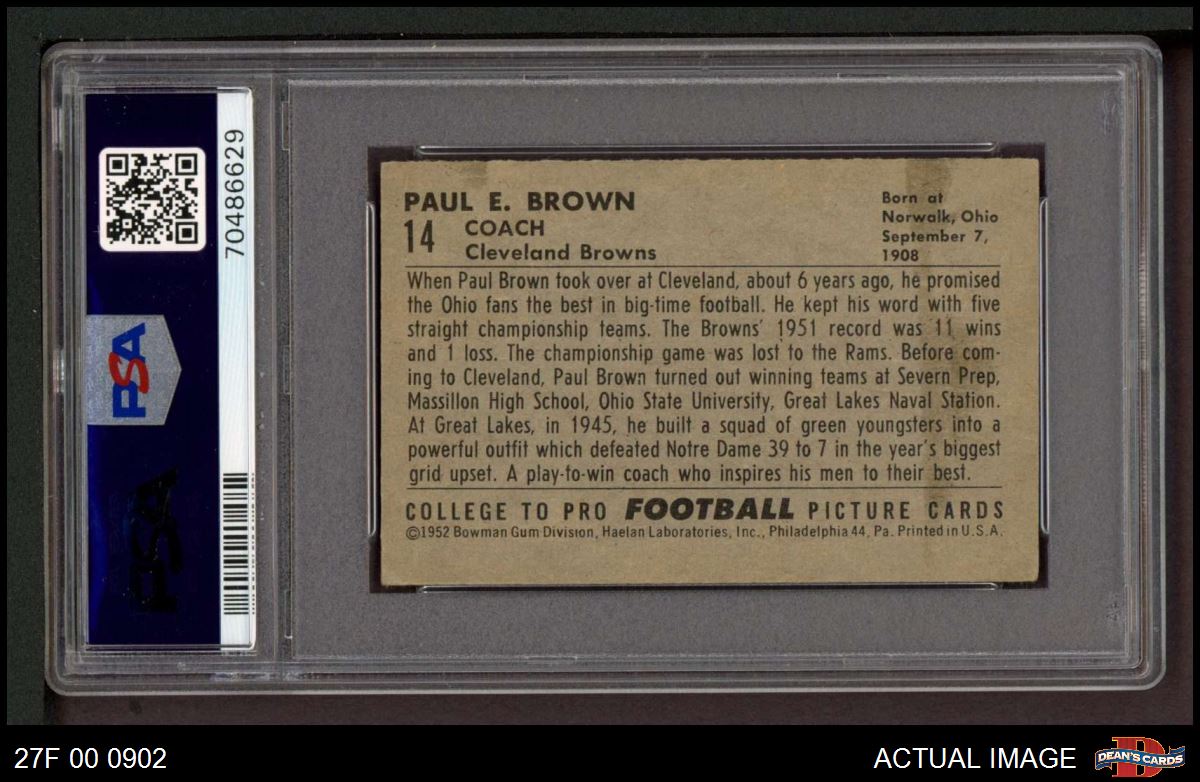 70486629
PSA
PSA
PAUL E. BROWN
14
COACH
Cleveland Browns
Born at
Norwalk, Ohio
September 7,
1908
When Paul Brown took over at Cleveland, about 6 years ago, he promised
the Ohio fans the best in big-time football. He kept his word with five
straight championship teams. The Browns' 1951 record was 11 wins
and 1 loss. The championship game was lost to the Rams. Before com-
ing to Cleveland, Paul Brown turned out winning teams at Severn Prep,
Massillon High School, Ohio State University, Great Lakes Naval Station.
At Great Lakes, in 1945, he built a squad of green youngsters into a
powerful outfit which defeated Notre Dame 39 to 7 in the year's biggest
grid upset. A play-to-win coach who inspires his men to their best.
COLLEGE TO PRO FOOTBALL PICTURE CARDS
©1952 Bowman Gum Division, Haelan Laboratories, Inc., Philadelphia 44, Pa. Printed in U.S.A.
27F 00 0902
ACTUAL IMAGE
DEAN'S CARDS